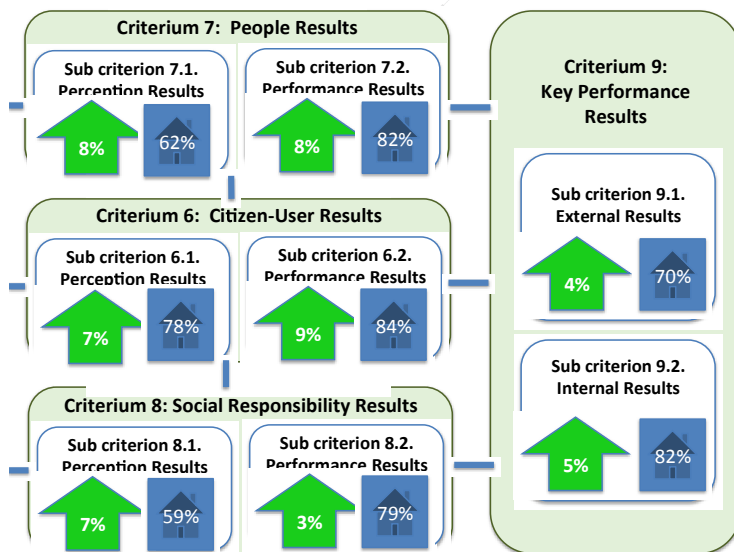 Criterium 7: People Results
Sub criterion 7.1.
Perception Results
8%
62%
Sub criterion 7.2.
Performance Results
8%
82%
Criterium 6: Citizen-User Results
Sub criterion 6.1.
Perception Results
7%
78%
Sub criterion 6.2.
Performance Results
9%
84%
Criterium 8: Social Responsibility Results
Sub criterion 8.1.
Perception Results
7%
59%
Sub criterion 8.2.
Performance Results
3%
79%
Criterium 9:
Key Performance
Results
Sub criterion 9.1.
External Results
4%
70%
Sub criterion 9.2.
Internal Results
5%
82%